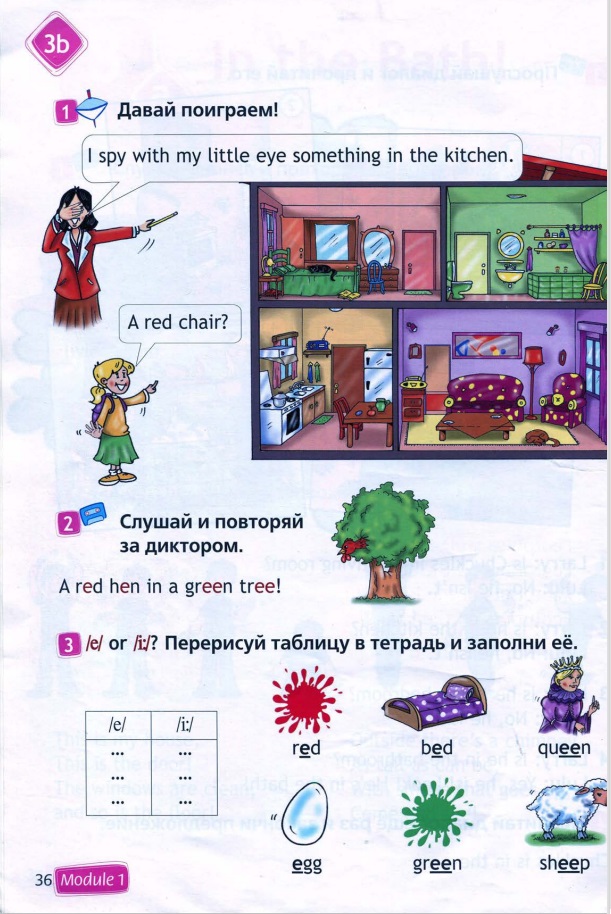 3b
1 Давай поиграем!
I spy with my little eye something in the kitchen.
A red chair?
2 Слушай и повторяй
за диктором.
A red hen in a green tree!
3 /e/ or /i:/? Перерисуй таблицу в тетрадь и заполни её.
/e/ /i:/
... ...
... ...
red bed queen
egg green sheep
36 Module 1